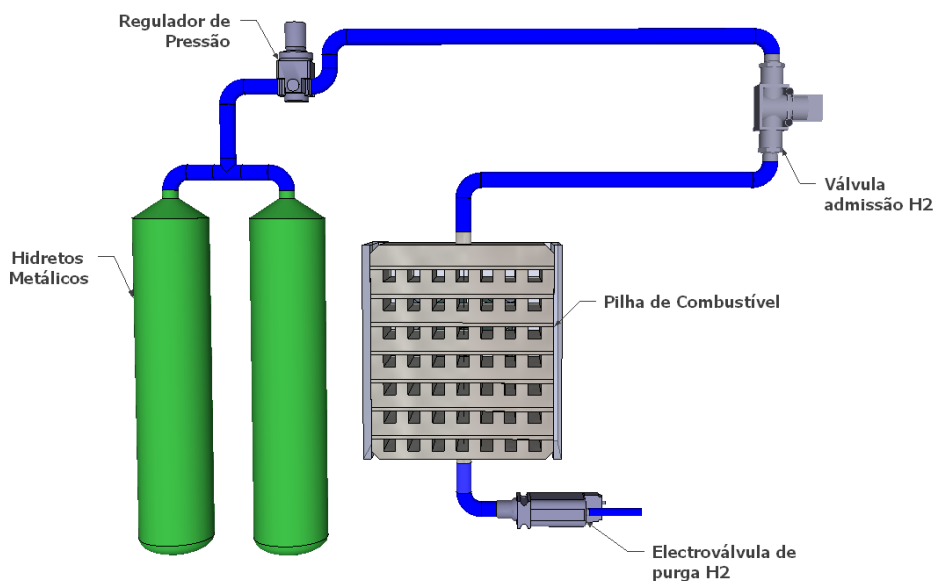 Regulador de
Pressão
Válvula
admissão H2
Hidretos
Metálicos
Pilha de Combustível
Electroválvula de
purga H2